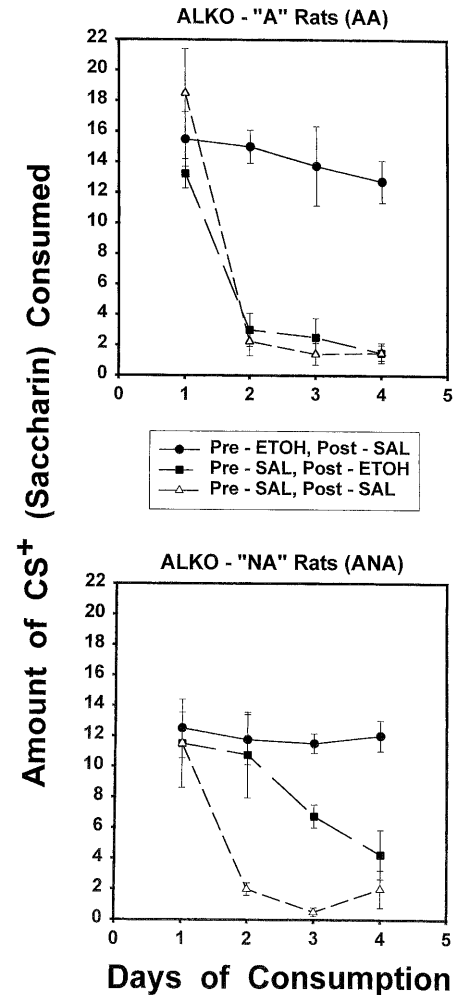 ALKO - "A" Rats (AA)
22
20
18
16
14
12
10
8
6
4
2
0
0 1 2 3 4 5
Pre - ETOH, Post - SAL
Pre - SAL, Post - ETOH
Pre - SAL, Post - SAL
Amount of CS+ (Saccharin) Consumed
ALKO - "NA" Rats (ANA)
22
20
18
16
14
12
10
8
6
4
2
0
0 1 2 3 4 5
Days of Consumption